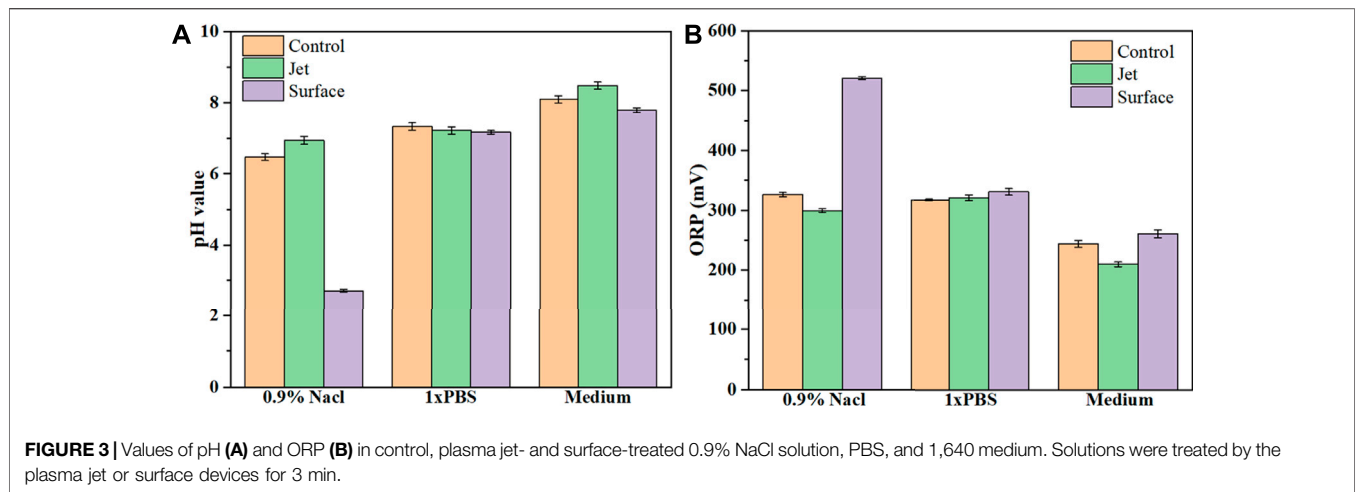 A
10
8
6
4
2
0
pH value
Control
Jet
Surface
0.9% Nacl
1xPBS
Medium
B
600
500
400
300
200
100
0
ORP (mV)
Control
Jet
Surface
0.9% Nacl
1xPBS
Medium
FIGURE 3 | Values of pH (A) and ORP (B) in control, plasma jet- and surface-treated 0.9% NaCl solution, PBS, and 1,640 medium. Solutions were treated by the
plasma jet or surface devices for 3 min.